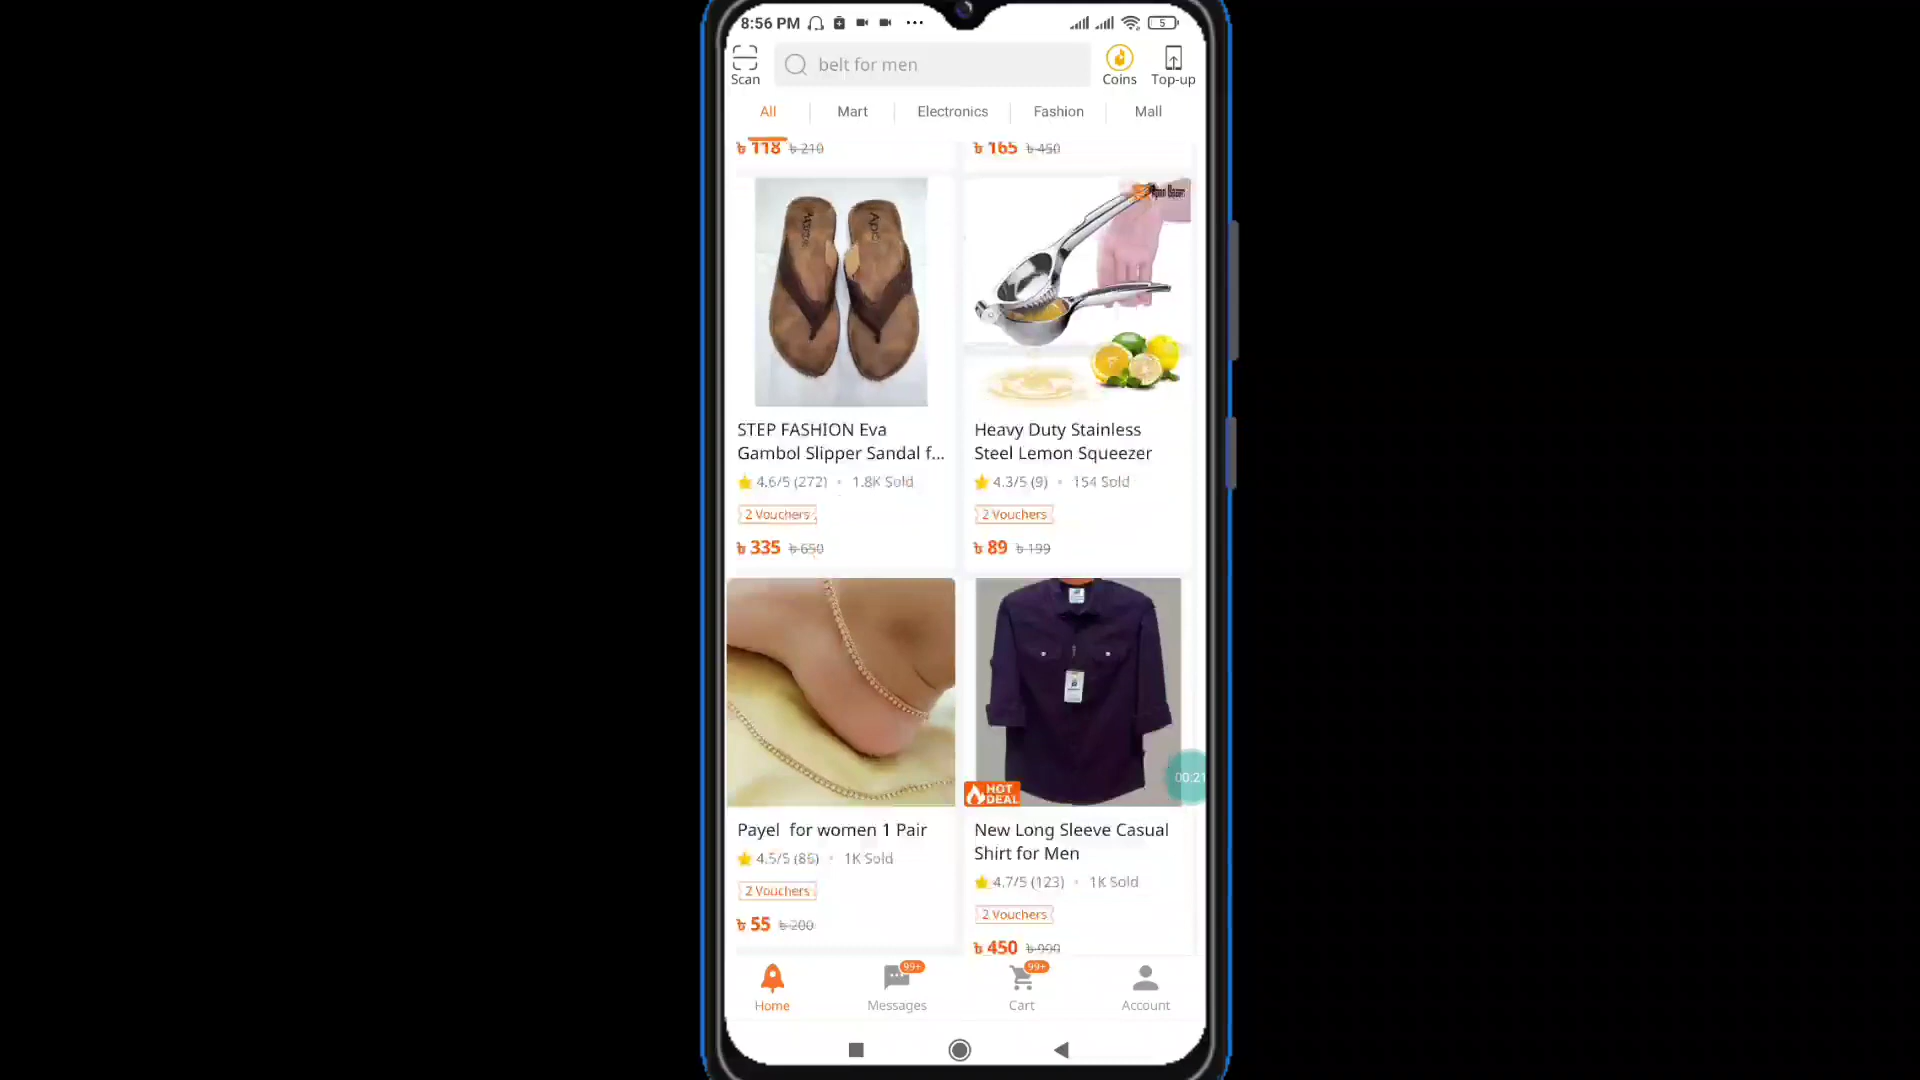 8:56 PM
5
Scan
belt for men
Coins
Top-up
All
Mart
Electronics
Fashion
Mall
৳ 118 ৳ 210
৳ 165 ৳ 450
STEP FASHION Eva
Gambol Slipper Sandal f...
4.6/5 (272) • 1.8K Sold
2 Vouchers
৳ 335 ৳ 650
Heavy Duty Stainless
Steel Lemon Squeezer
4.3/5 (9) • 154 Sold
2 Vouchers
৳ 89 ৳ 199
HOT
DEAL
00:21
Payel for women 1 Pair
4.5/5 (86) • 1K Sold
2 Vouchers
৳ 55 ৳ 200
New Long Sleeve Casual
Shirt for Men
4.7/5 (123) • 1K Sold
2 Vouchers
৳ 450 ৳ 990
Home
99+
Messages
99+
Cart
Account